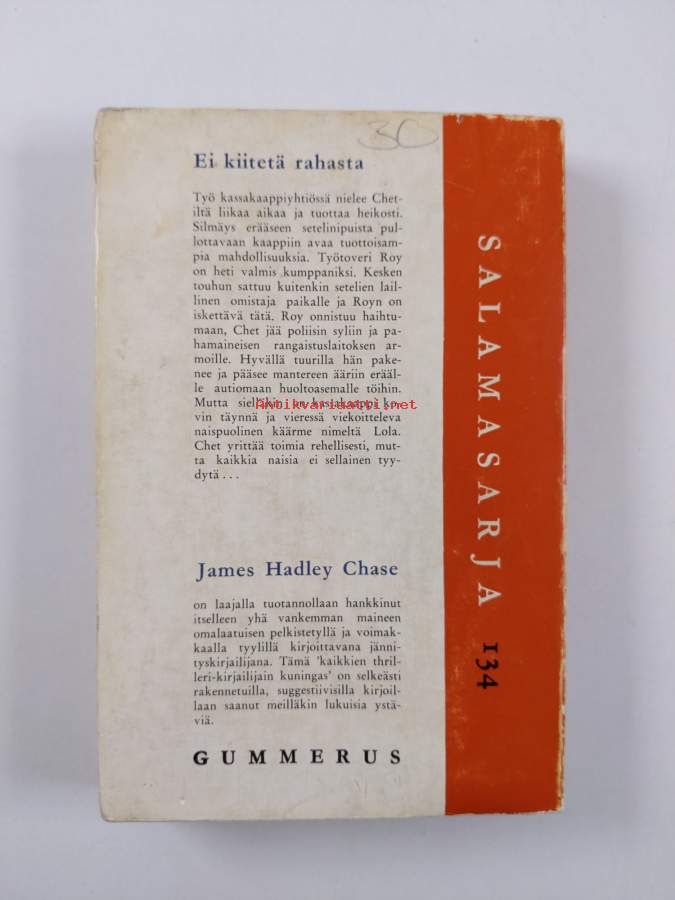 30
Ei kiitetä rahasta
Työ kassakaappiyhtiössä nielee Chet-
iltä liikaa aikaa ja tuottaa heikosti.
Silmäys erääseen setelinipuista pul-
lottavaan kaappiin avaa tuottoisam-
pia mahdollisuuksia. Työtoveri Roy
on heti valmis kumppaniksi. Kesken
touhun sattuu kuitenkin setelien lail-
linen omistaja paikalle ja Royn on
iskettävä tätä. Roy onnistuu haihtu-
maan, Chet jää poliisin syliin ja pa-
hamaineisen rangaistuslaitoksen ar-
moille. Hyvällä tuurilla hän pake-
nee ja pääsee mantereen ääriin erääl-
le autiomaan huoltoasemalle töihin.
Mutta sielläkin on kassakaappi ko-
Antikvariaatti.net
vin täynnä ja vieressä viekoitteleva
naispuolinen käärme nimeltä Lola.
Chet yrittää toimia rehellisesti, mut-
ta kaikkia naisia ei sellainen tyy-
dytä . . .
James Hadley Chase
on laajalla tuotannollaan hankkinut
itselleen yhä vankemman maineen
omalaatuisen pelkistetyllä ja voimak-
kaalla tyylillä kirjoittavana jänni-
tyskirjailijana. Tämä 'kaikkien thril-
leri-kirjailijain kuningas' on selkeästi
rakennetuilla, suggestiivisilla kirjoil-
laan saanut meilläkin lukuisia ystä-
viä.
GUMMERUS
SALAMASARJA 134